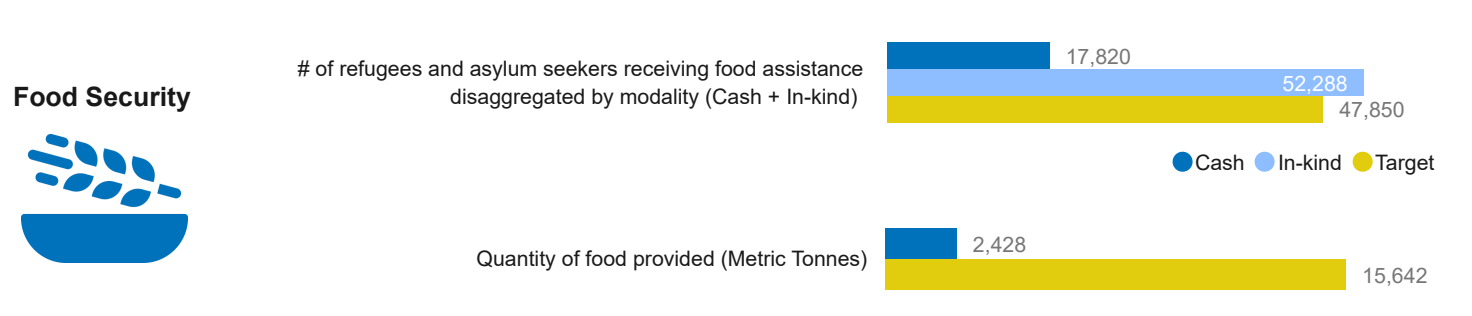 Food Security
# of refugees and asylum seekers receiving food assistance
disaggregated by modality (Cash + In-kind)
17,820
52,288
47,850
Cash In-kind Target
Quantity of food provided (Metric Tonnes)
2,428
15,642